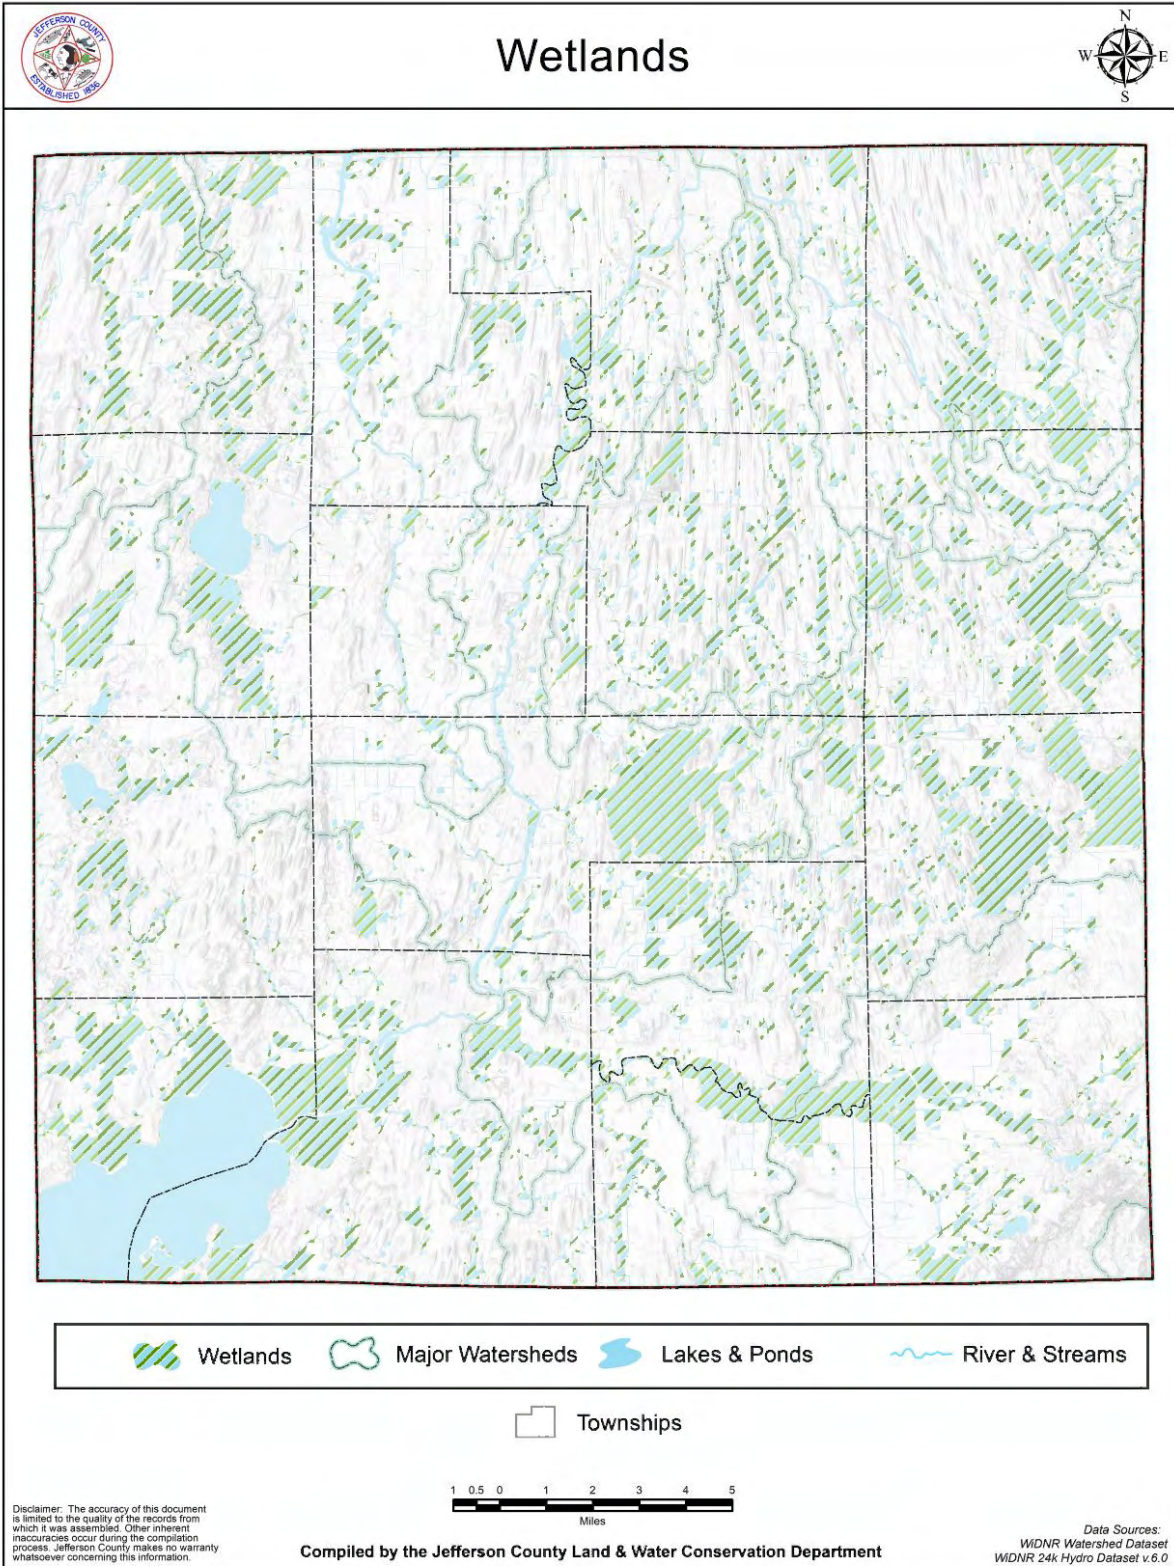 JEFFERSON COUNTY
ESTABLISHED 1836
Wetlands
N
W E
S
Wetlands Major Watersheds Lakes & Ponds River & Streams
Townships
1 0.5 0 1 2 3 4 5
Miles
Disclaimer: The accuracy of this document
is limited to the quality of the records from
which it was assembled. Other inherent
inaccuracies occur during the compilation
process. Jefferson County makes no warranty
whatsoever concerning this information.
Compiled by the Jefferson County Land & Water Conservation Department
Data Sources:
WiDNR Watershed Dataset
WiDNR 24k Hydro Dataset v.6.0